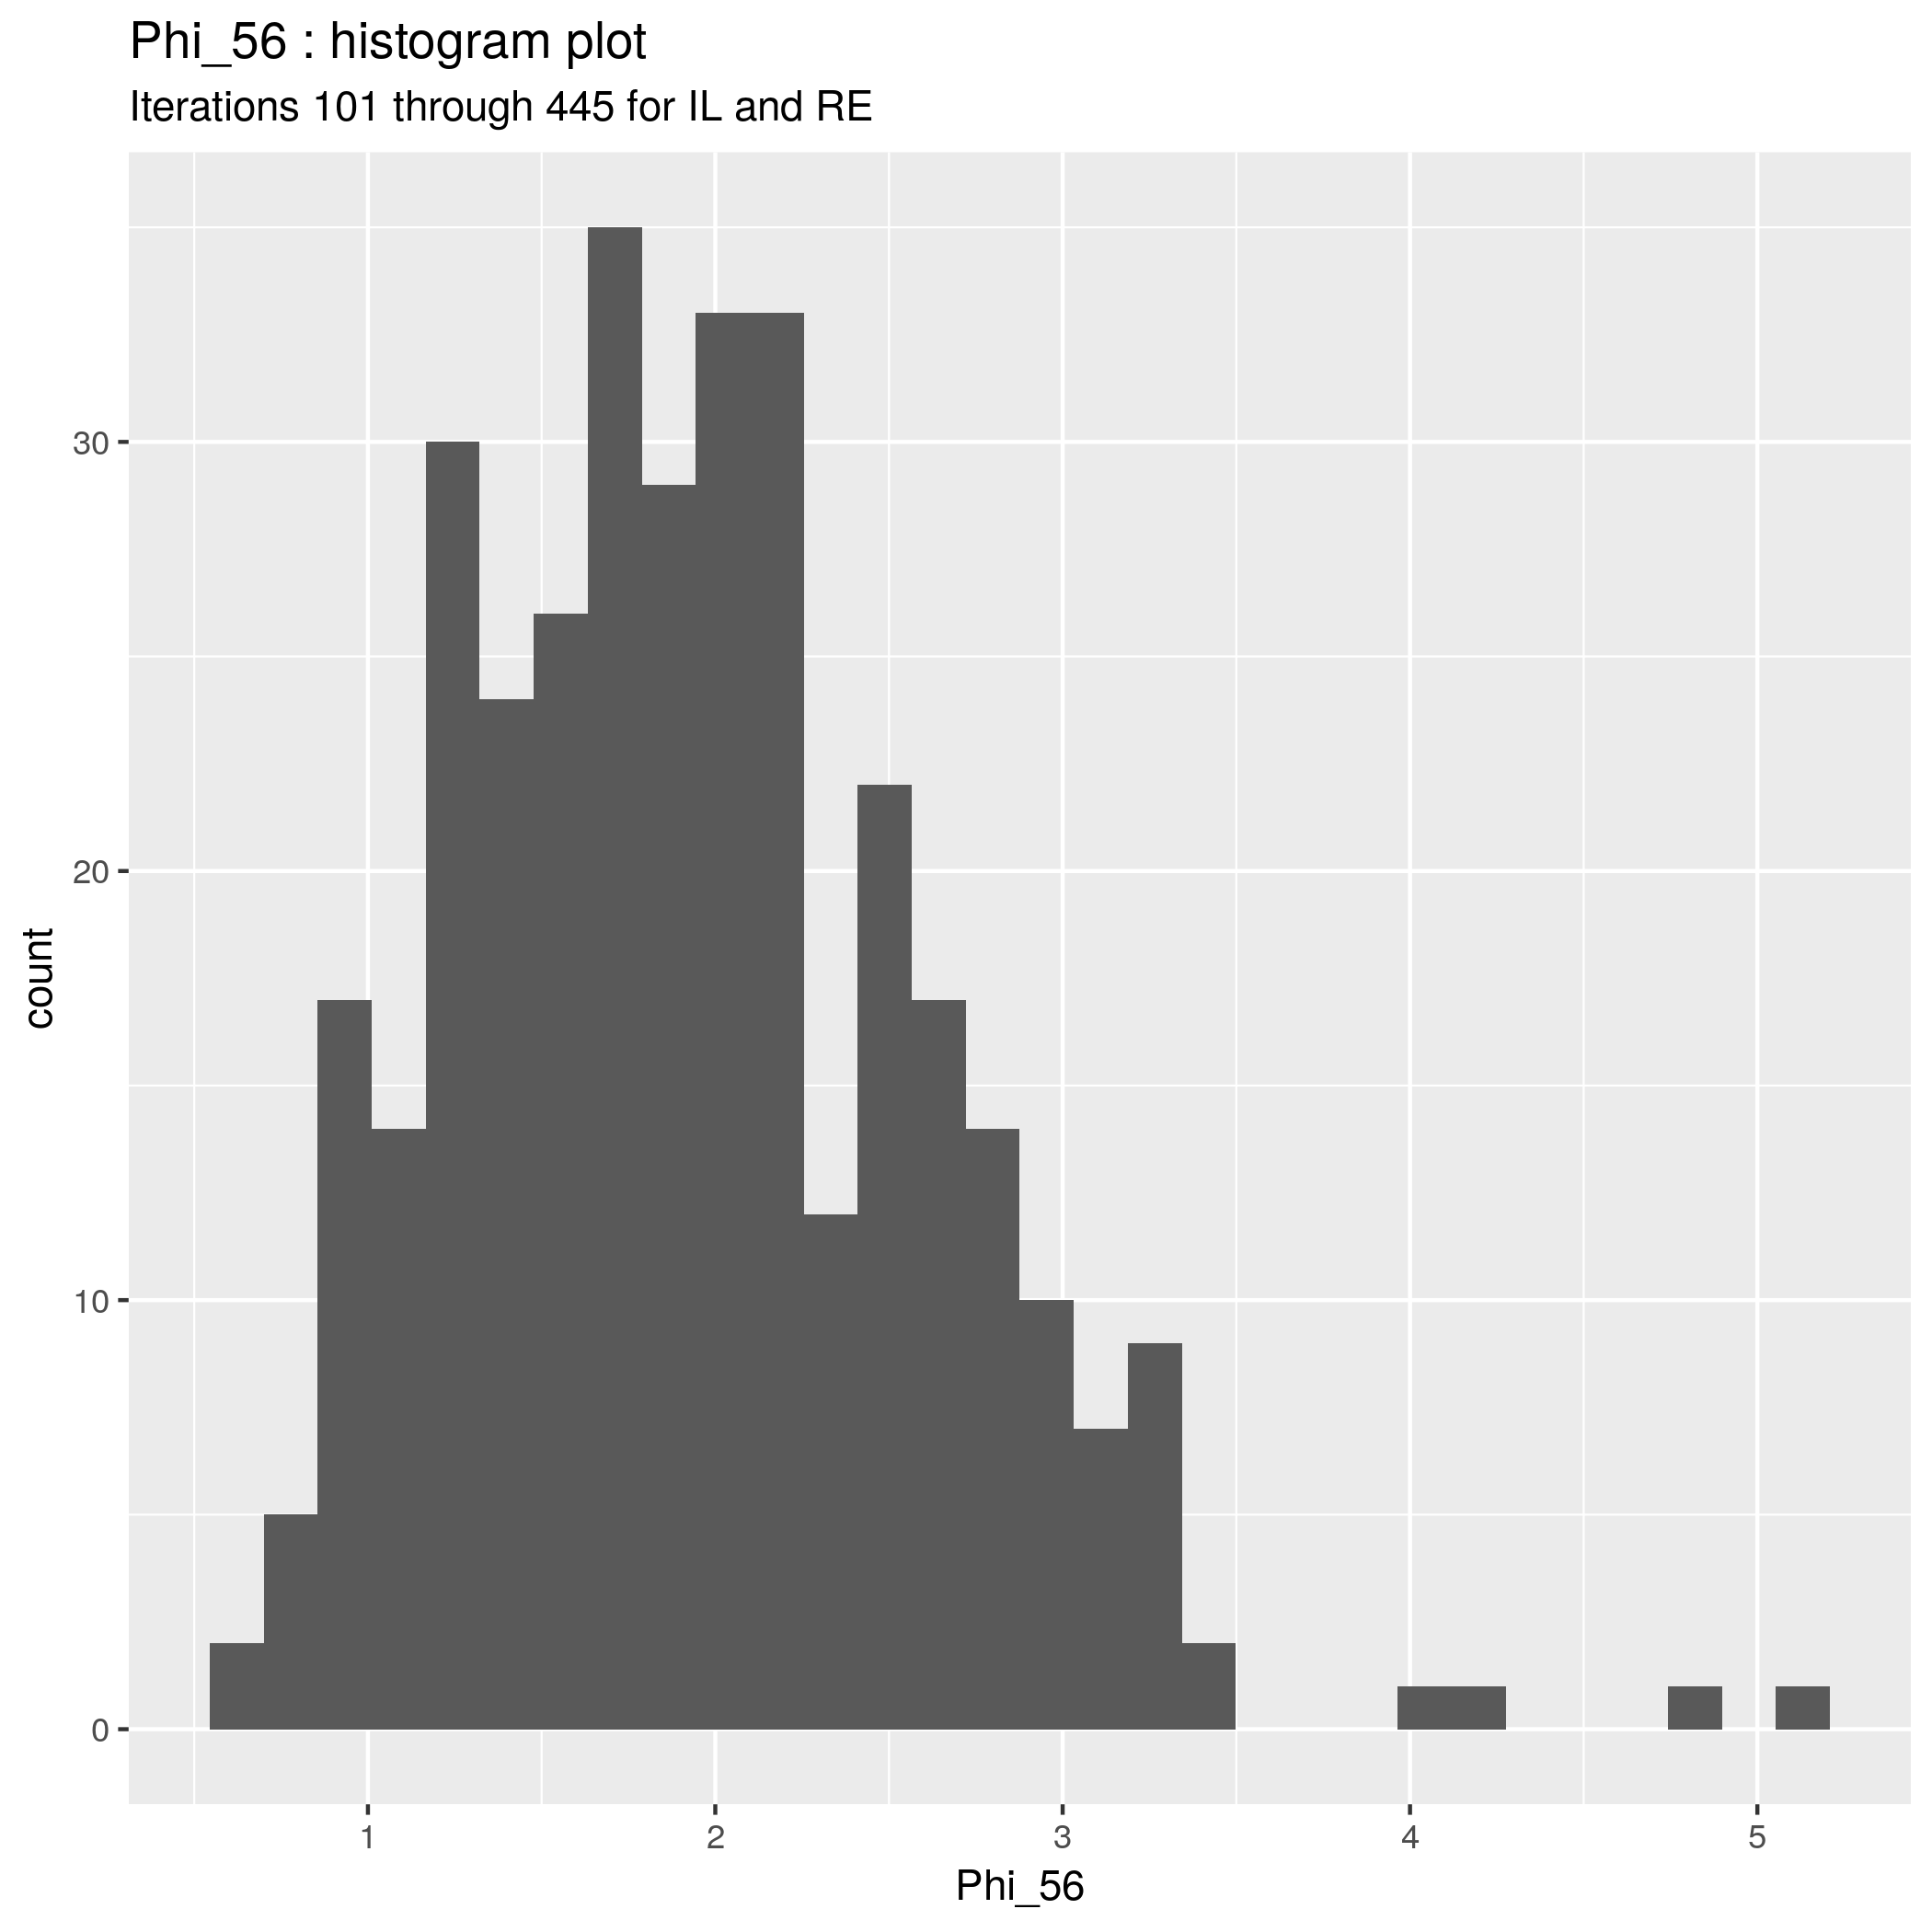 Phi_56 : histogram plot
Iterations 101 through 445 for IL and RE
count
30
20
10
0
1 2 3 4 5
Phi_56